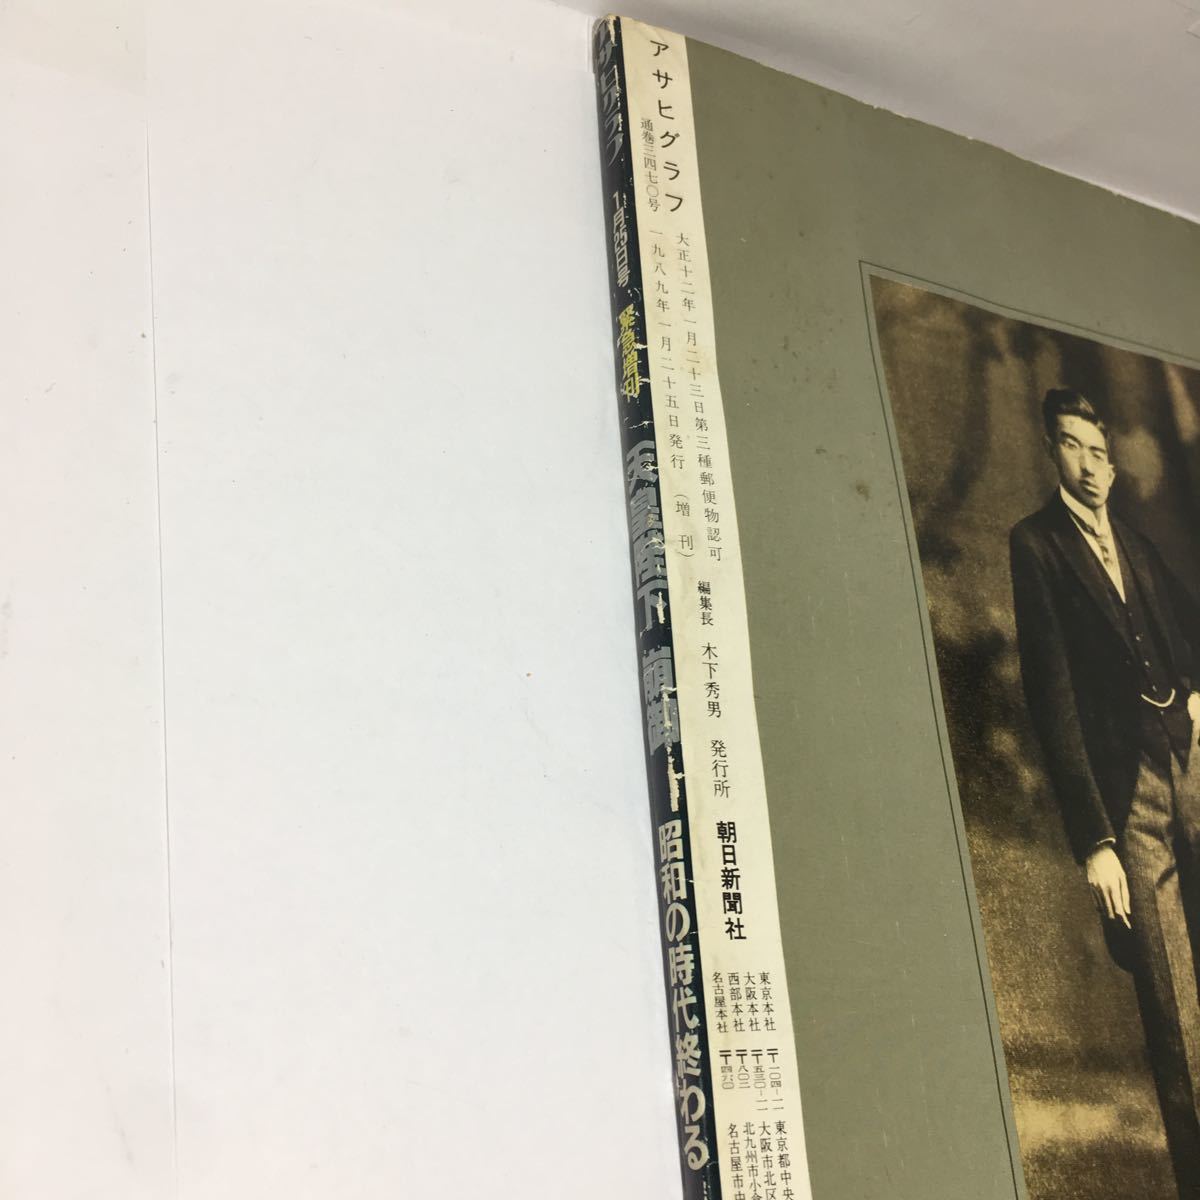 アサヒグラフ 1月25日号 緊急増刊 天皇陛下 崩御 昭和の時代終わる
アサヒグラフ
通巻三四七〇号
大正十二年一月二十三日第三種郵便物認可
一九八九年一月二十五日発行(増刊)
編集長 木下秀男 発行所 朝日新聞社
東京本社 〒一〇四-一一 東京都中央
大阪本社 〒五三〇-一一 大阪市北区
西部本社 〒八〇二 北九州市小倉
名古屋本社 〒四六〇 名古屋市中